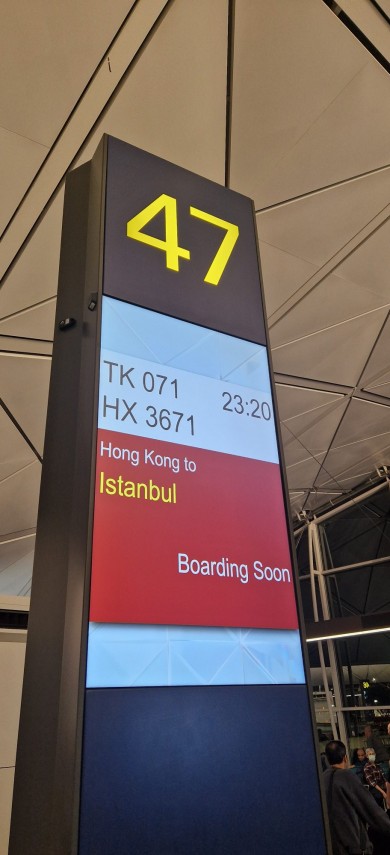 47
TK 071
HX 3671
23:20
Hong Kong to
Istanbul
Boarding Soon